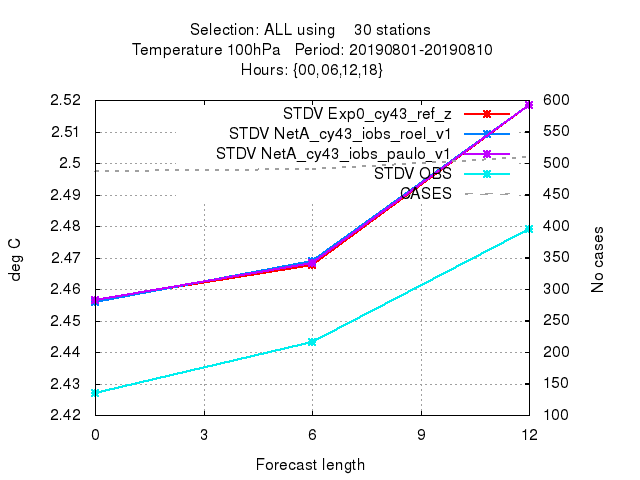 Selection: ALL using    30 stations
Temperature 100hPa   Period: 20190801-20190810
Hours: {00,06,12,18}
2.52
2.51
2.5
2.49
2.48
2.47
2.46
2.45
2.44
2.43
2.42
600
550
500
450
400
350
300
250
200
150
100
STDV Exp0_cy43_ref_z
STDV NetA_cy43_iobs_roel_v1
STDV NetA_cy43_iobs_paulo_v1
STDV OBS
CASES
deg C
No cases
0 3 6 9 12
Forecast length